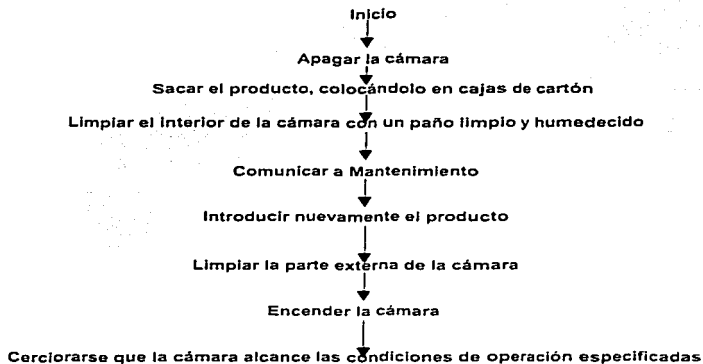 Inicio
Apagar la cámara
Sacar el producto, colocándolo en cajas de cartón
Limpiar el interior de la cámara con un paño limpio y humedecido
Comunicar a Mantenimiento
Introducir nuevamente el producto
Limpiar la parte externa de la cámara
Encender la cámara
Cerciorarse que la cámara alcance las condiciones de operación especificadas